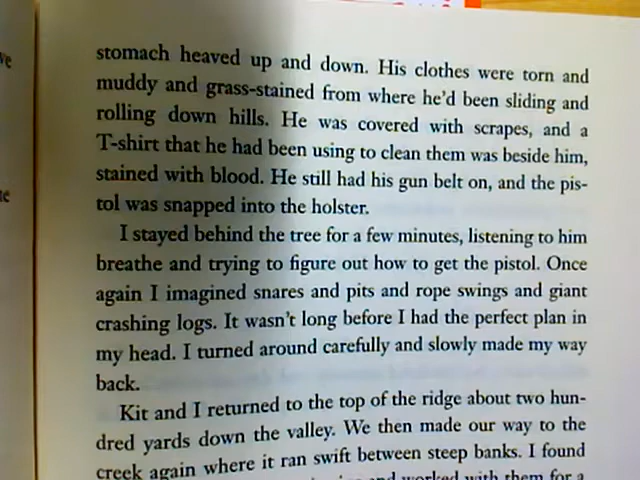 stomach heaved up and down. His clothes were torn and
muddy and grass-stained from where he'd been sliding and
rolling down hills. He was covered with scrapes, and a
T-shirt that he had been using to clean them was beside him,
stained with blood. He still had his gun belt on, and the pis-
tol was snapped into the holster.
I stayed behind the tree for a few minutes, listening to him
breathe and trying to figure out how to get the pistol. Once
again I imagined snares and pits and rope swings and giant
crashing logs. It wasn't long before I had the perfect plan in
my head. I turned around carefully and slowly made my way
back.
Kit and I returned to the top of the ridge about two hun-
dred yards down the valley. We then made our way to the
creek again where it ran swift between steep banks. I found
and worked with them for a